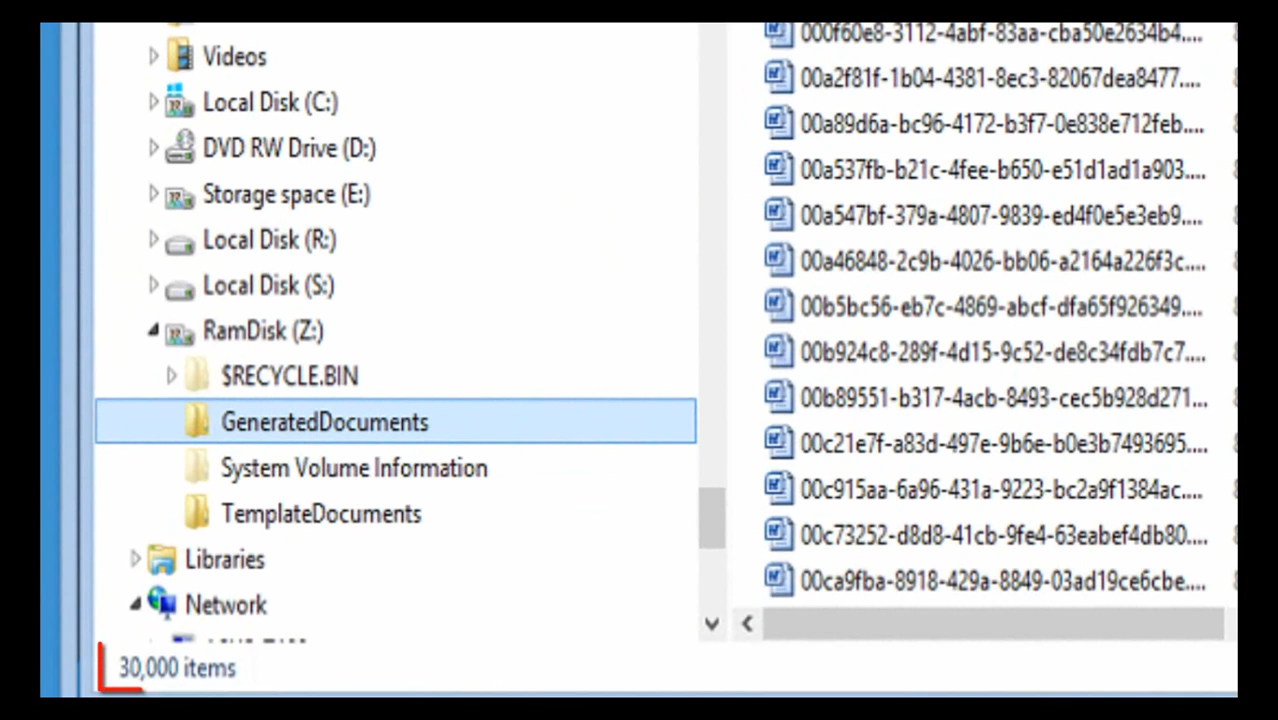 Videos
Local Disk (C:)
DVD RW Drive (D:)
Storage space (E:)
Local Disk (R:)
Local Disk (S:)
RamDisk (Z:)
$RECYCLE.BIN
GeneratedDocuments
System Volume Information
TemplateDocuments
Libraries
Network
30,000 items
000f60e8-3112-4abf-83aa-cba50e2634b4....
00a2f81f-1b04-4381-8ec3-82067dea8477....
00a89d6a-bc96-4172-b3f7-0e838e712feb....
00a537fb-b21c-4fee-b650-e51d1ad1a903....
00a547bf-379a-4807-9839-ed4f0e5e3eb9....
00a46848-2c9b-4026-bb06-a2164a226f3c....
00b5bc56-eb7c-4869-abcf-dfa65f926349....
00b924c8-289f-4d15-9c52-de8c34fdb7c7....
00b89551-b317-4acb-8493-cec5b928d271...
00c21e7f-a83d-497e-9b6e-b0e3b7493695....
00c915aa-6a96-431a-9223-bc2a9f1384ac....
00c73252-d8d8-41cb-9fe4-63eabef4db80....
00ca9fba-8918-429a-8849-03ad19ce6cbe....